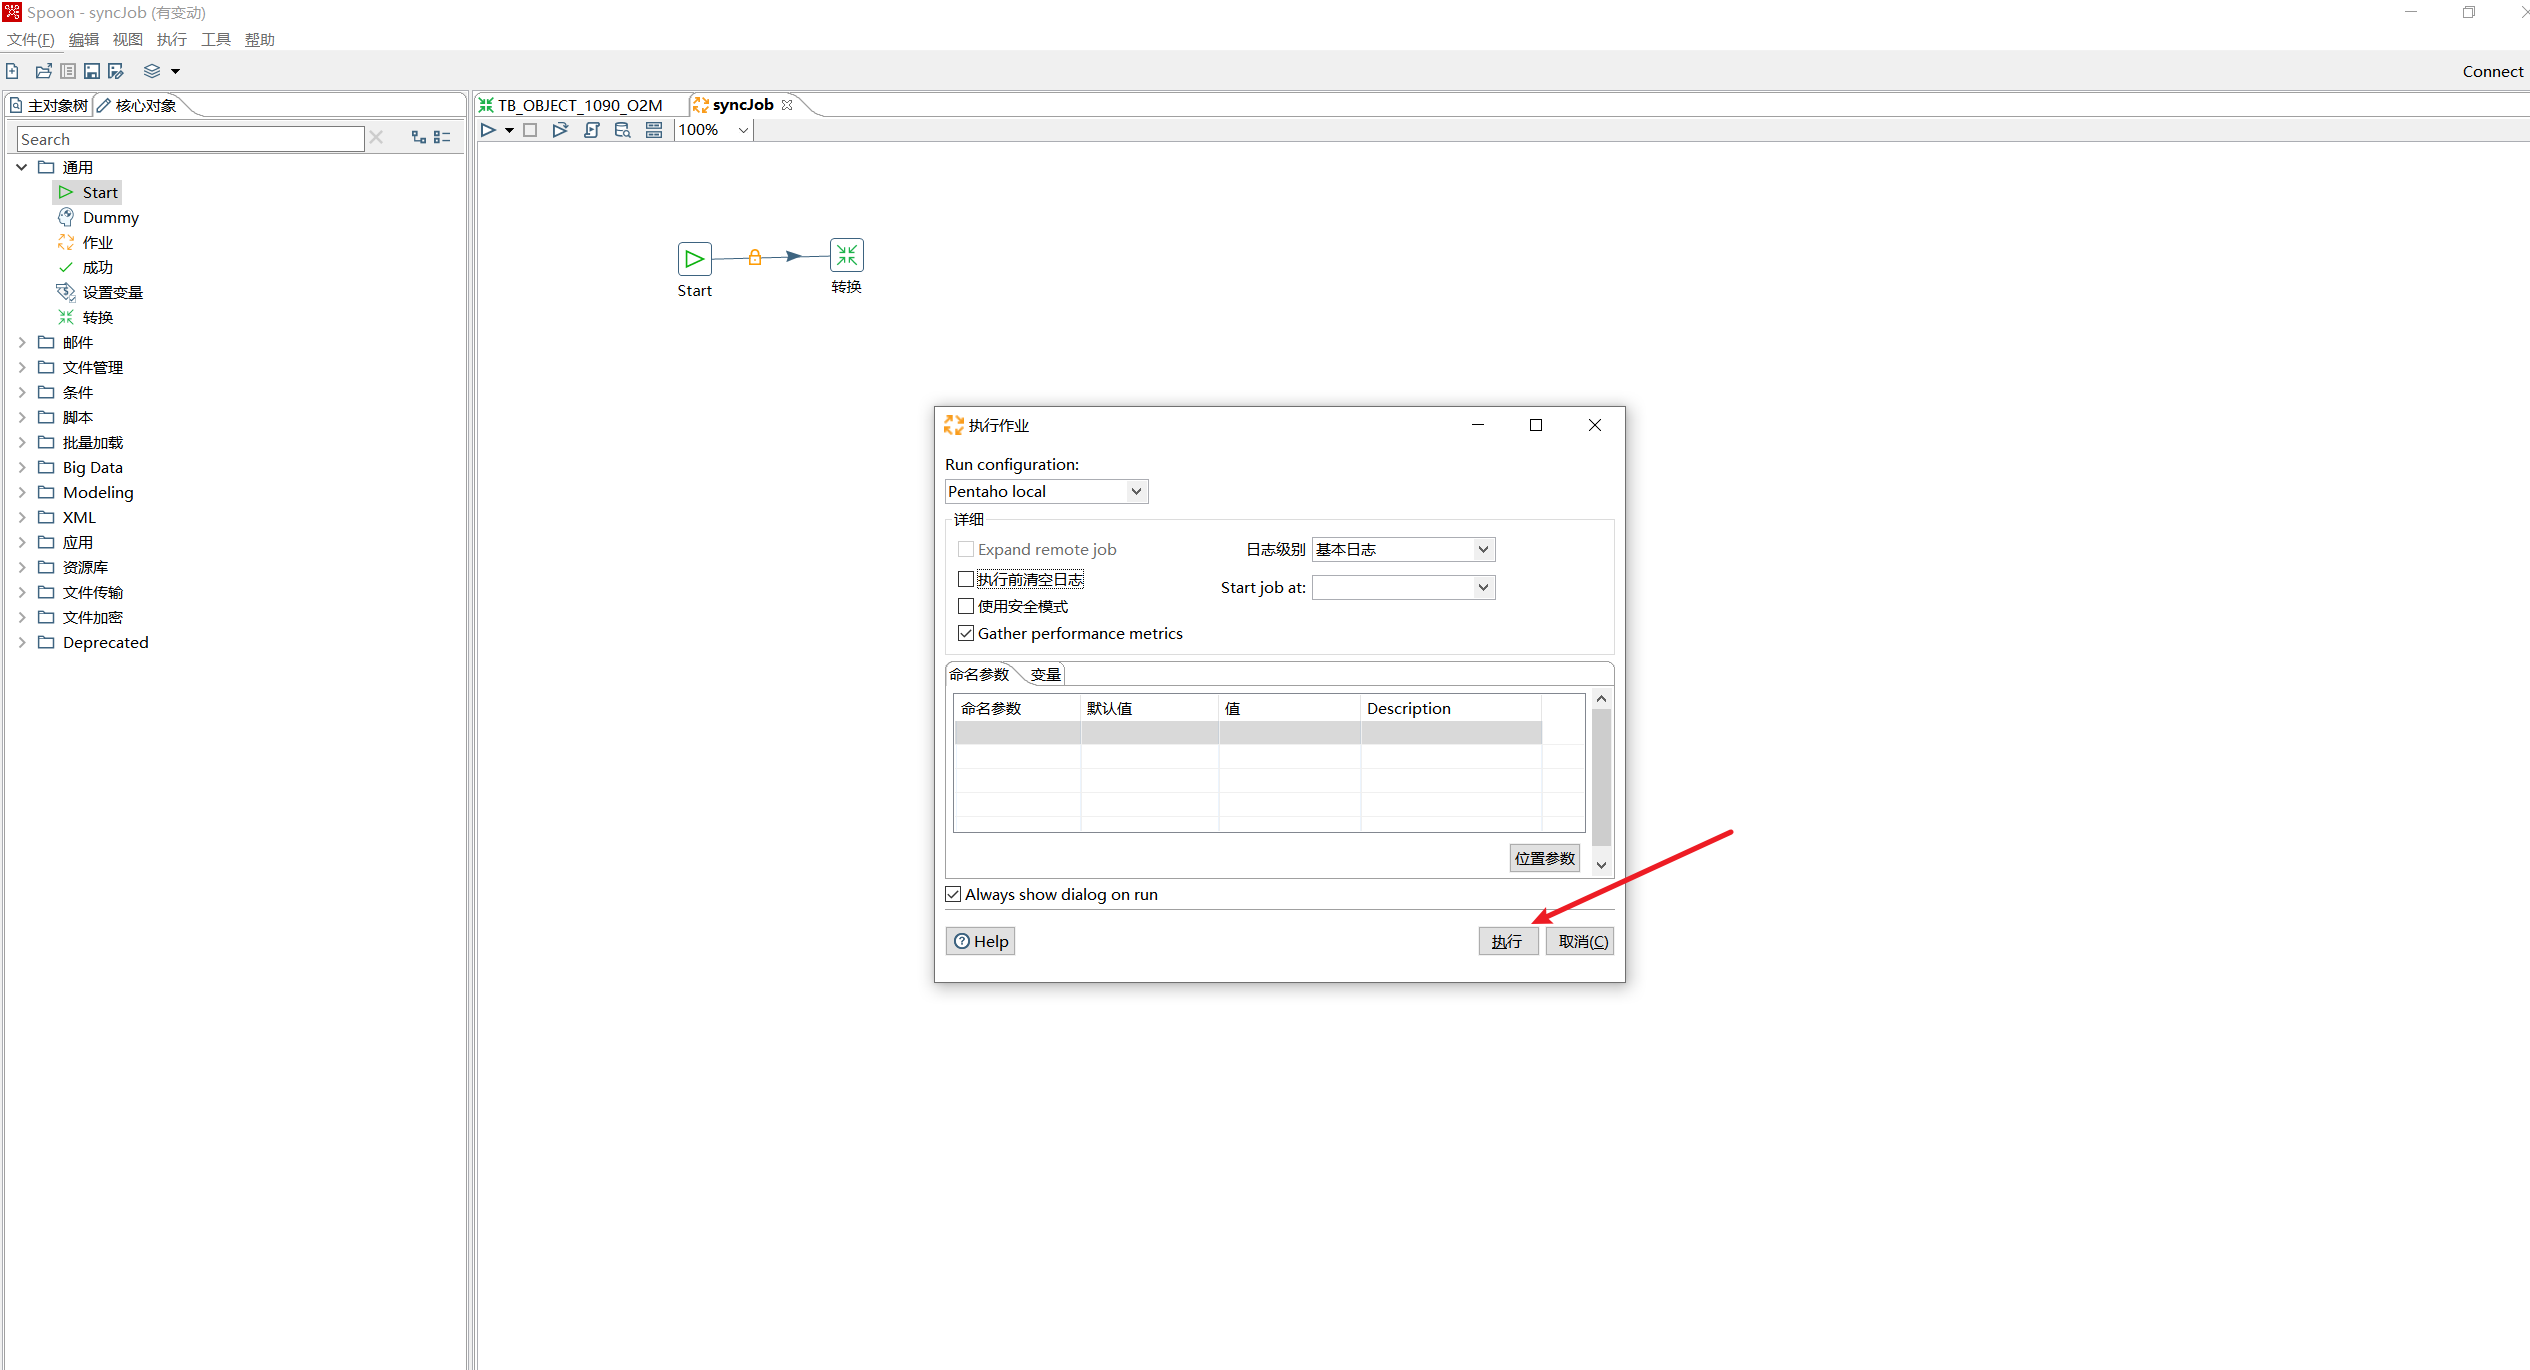 Spoon - syncJob (有变动)
文件(F) 编辑 视图 执行 工具 帮助
Connect
主对象树 核心对象
TB_OBJECT_1090_O2M syncJob
Search
100%
通用
Start
Dummy
作业
成功
设置变量
转换
邮件
文件管理
条件
脚本
批量加载
Big Data
Modeling
XML
应用
资源库
文件传输
文件加密
Deprecated
Start
转换
执行作业
Run configuration:
Pentaho local
详细
Expand remote job
日志级别 基本日志
执行前清空日志
Start job at:
使用安全模式
Gather performance metrics
命名参数 变量
命名参数 默认值 值 Description
位置参数
Always show dialog on run
Help 执行 取消(C)